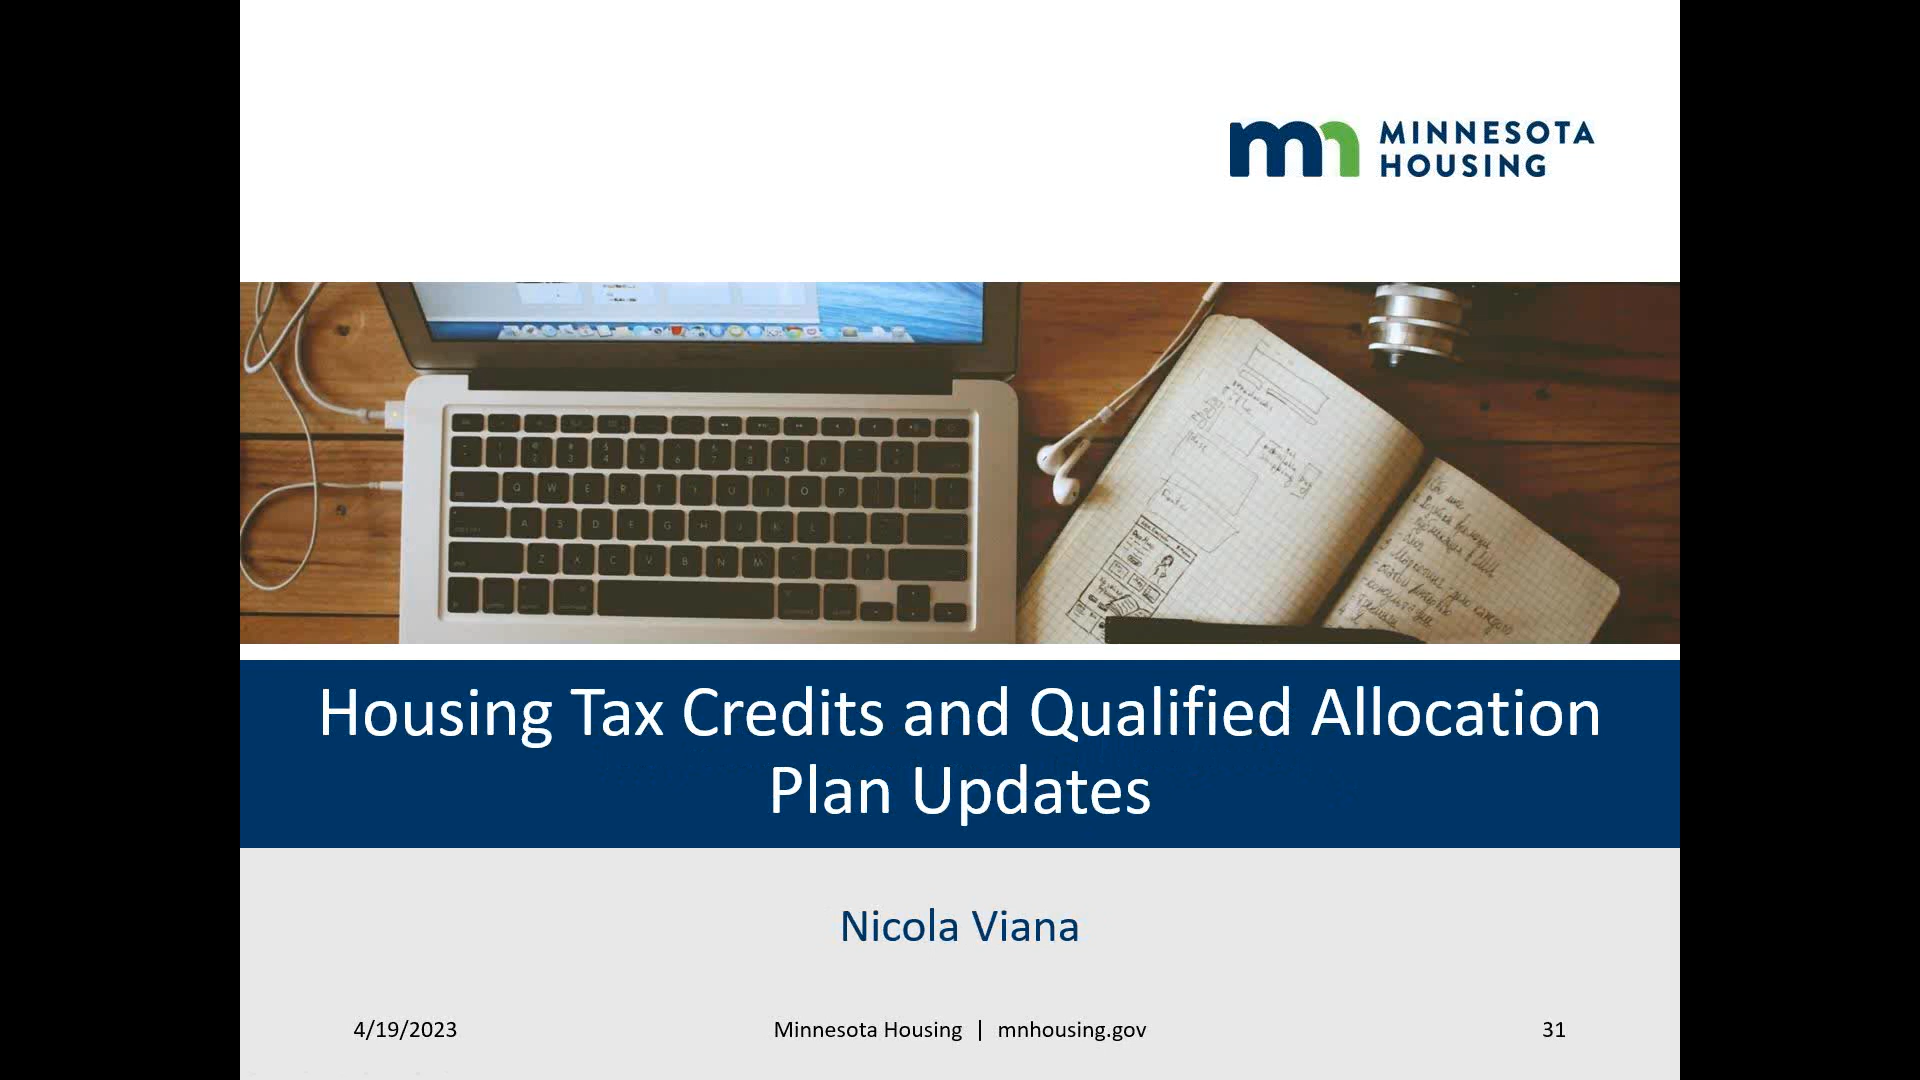 MINNESOTA
HOUSING
Q W E R T Y U I O P
A S D F G H J K L
Z X C V B N M
Footer
Housing Tax Credits and Qualified Allocation
Plan Updates
Nicola Viana
4/19/2023
Minnesota Housing | mnhousing.gov
31